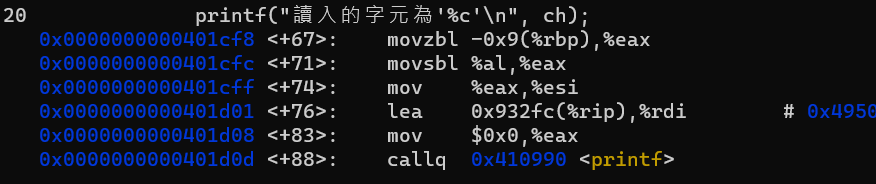 20              printf("讀入的字元為'%c'\n", ch);
0x0000000000401cf8 <+67>:    movzbl -0x9(%rbp),%eax
0x0000000000401cfc <+71>:    movsbl %al,%eax
0x0000000000401cff <+74>:    mov    %eax,%esi
0x0000000000401d01 <+76>:    lea    0x932fc(%rip),%rdi        # 0x4950
0x0000000000401d08 <+83>:    mov    $0x0,%eax
0x0000000000401d0d <+88>:    callq  0x410990 <printf>